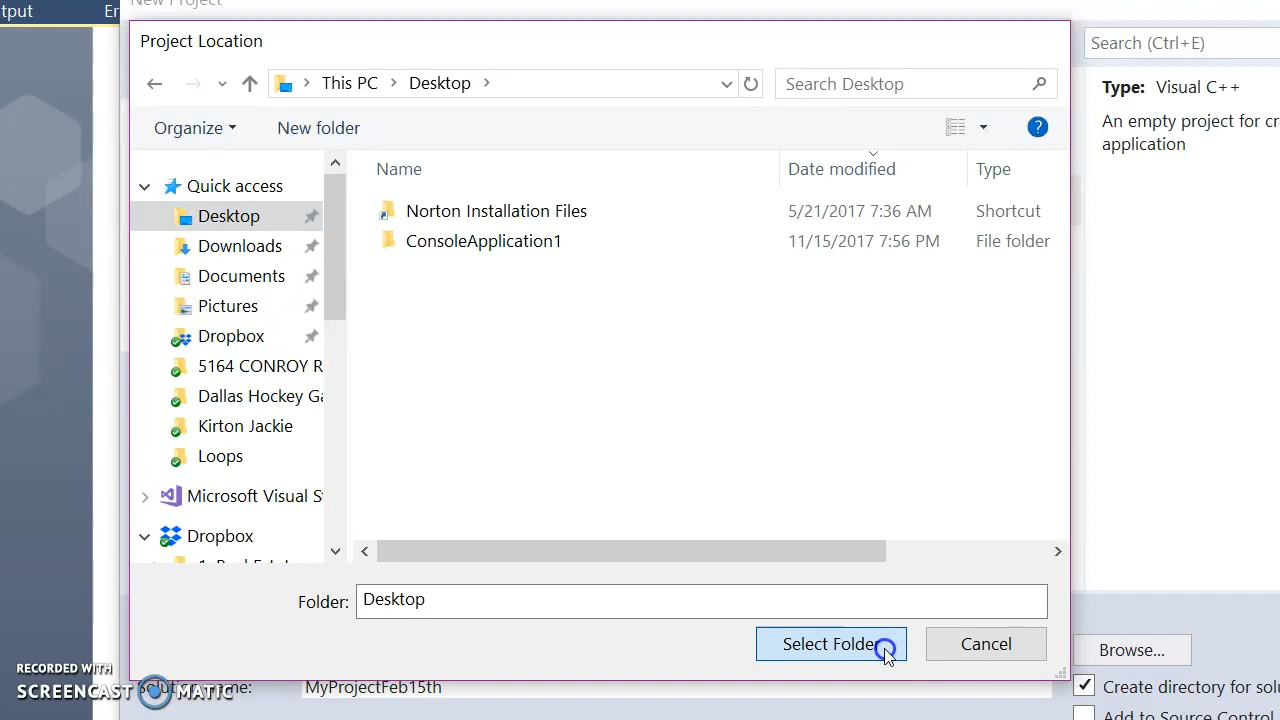 tput
Er
New Project
Project Location
This PC
Desktop
Search Desktop
Search (Ctrl+E)
Organize
New folder
?
Type: Visual C++
An empty project for cr
application
Name
Date modified
Type
Quick access
Desktop
Downloads
Documents
Pictures
Dropbox
5164 CONROY R
Dallas Hockey Ga
Kirton Jackie
Loops
Microsoft Visual S
Dropbox
Norton Installation Files
5/21/2017 7:36 AM
Shortcut
ConsoleApplication1
11/15/2017 7:56 PM
File folder
Folder:
Desktop
Select Folder
Cancel
Browse...
name:
MyProjectFeb15th
Create directory for solu
Add to Source Control
RECORDED WITH
SCREENCAST MATIC